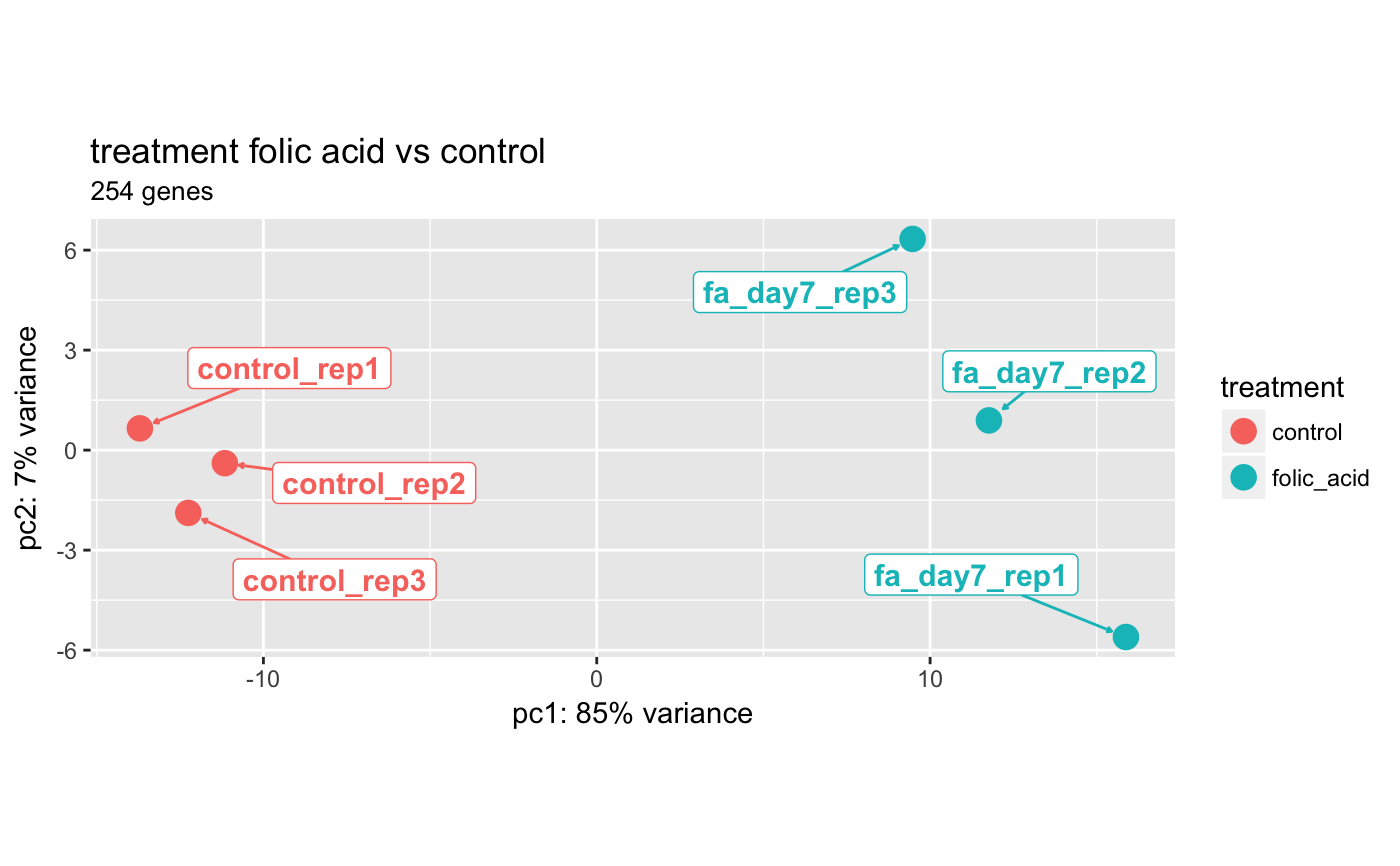 treatment folic acid vs control
254 genes
pc2: 7% variance
6
3
0
-3
-6
fa_day7_rep3
control_rep1
fa_day7_rep2
control_rep2
control_rep3
fa_day7_rep1
-10
0
10
pc1: 85% variance
treatment
control
folic_acid